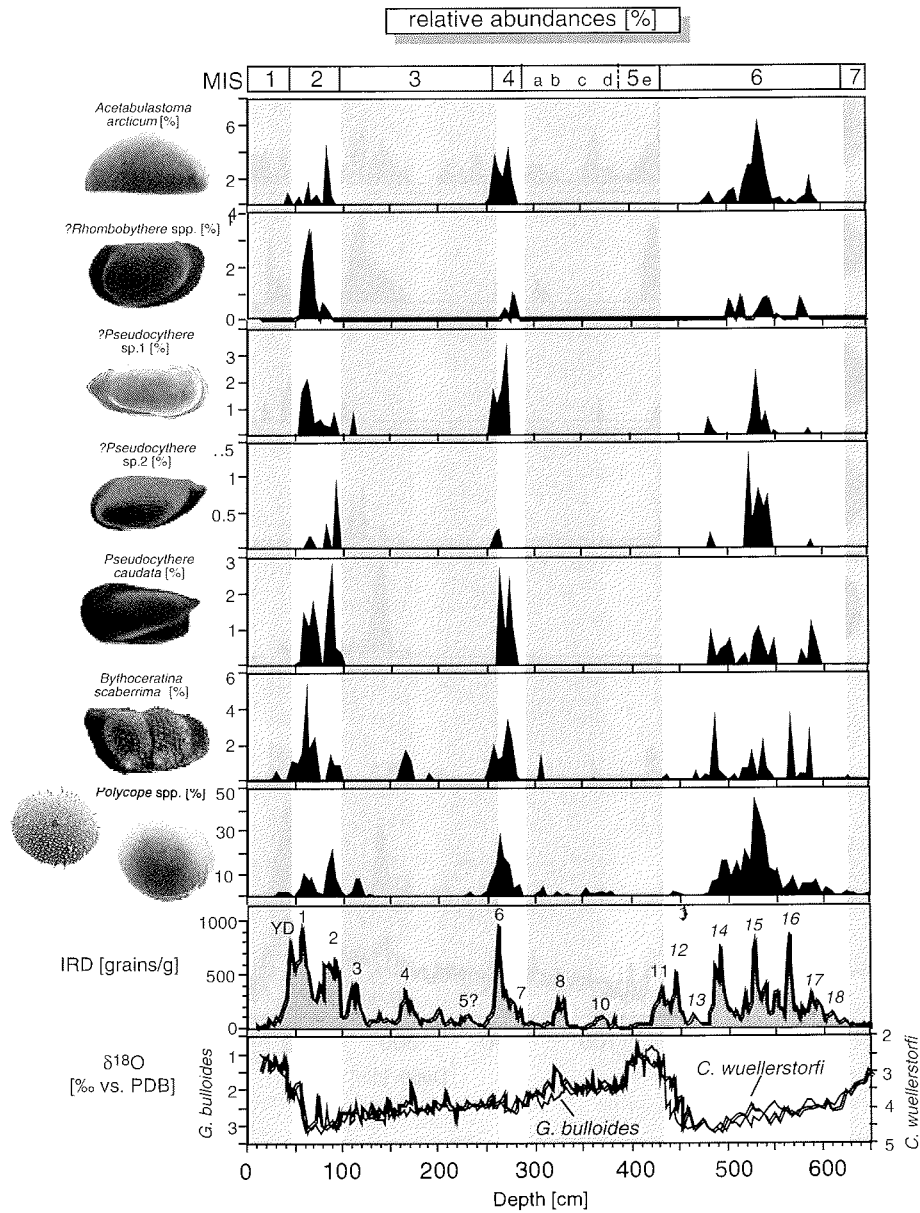 relative abundances [%]
MIS 1 2 3 4 a b c d 5e 6 7
Acetabulastoma
arcticum [%]
6
2
?Rhombobythere spp. [%]
4
2
0
?Pseudocythere
sp.1 [%]
3
2
1
?Pseudocythere
sp.2 [%]
..5
1
0.5
Pseudocythere
caudata [%]
3
2
1
Bythoceratina
scaberrima [%]
6
4
2
Polycope spp. [%]
50
30
10
IRD [grains/g]
1000
500
0
YD 1 2 3 4 5? 6 7 8 10 11 12 13 14 15 16 17 18
δ18O
[‰ vs. PDB]
G. bulloides
1
2
3
C. wuellerstorfi
G. bulloides
2
3
4
5
C. wuellerstorfi
0 100 200 300 400 500 600
Depth [cm]